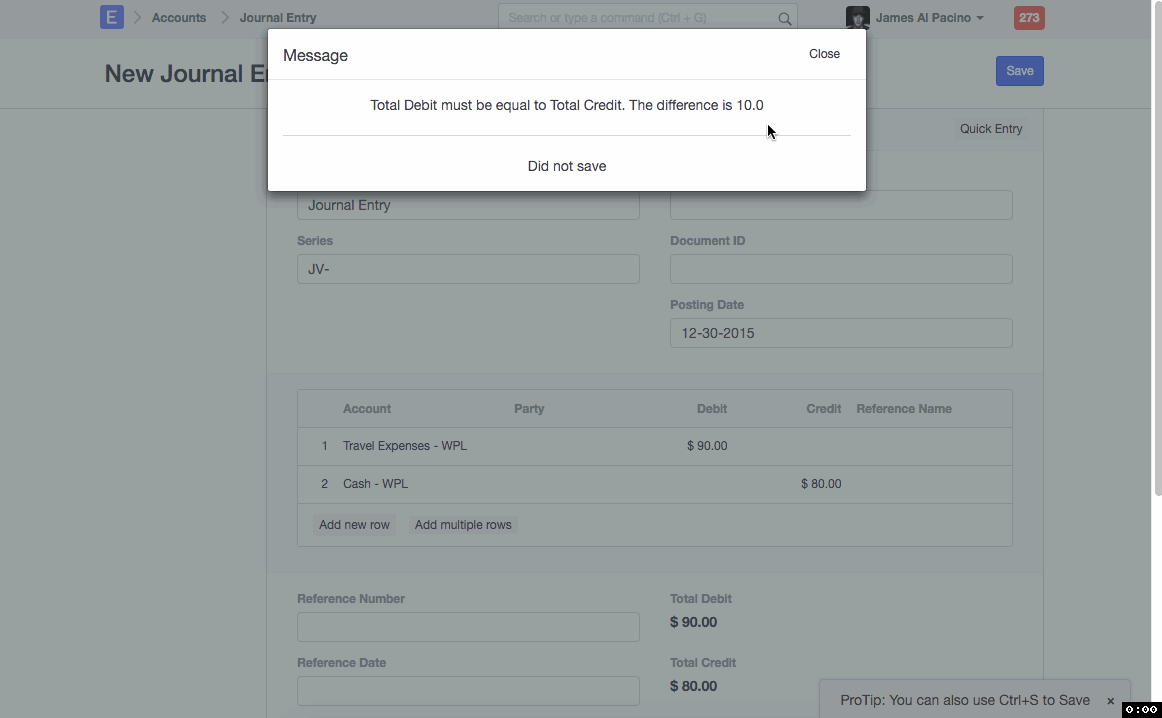 E Accounts Journal Entry Search or type a command (Ctrl + G) James Al Pacino 273
Message Close
New Journal E Save
Total Debit must be equal to Total Credit. The difference is 10.0
Quick Entry
Did not save
Journal Entry
Series Document ID
JV-
Posting Date
12-30-2015
Account Party Debit Credit Reference Name
1 Travel Expenses - WPL $ 90.00
2 Cash - WPL $ 80.00
Add new row Add multiple rows
Reference Number Total Debit
$ 90.00
Reference Date Total Credit
$ 80.00
ProTip: You can also use Ctrl+S to Save ×
0:00